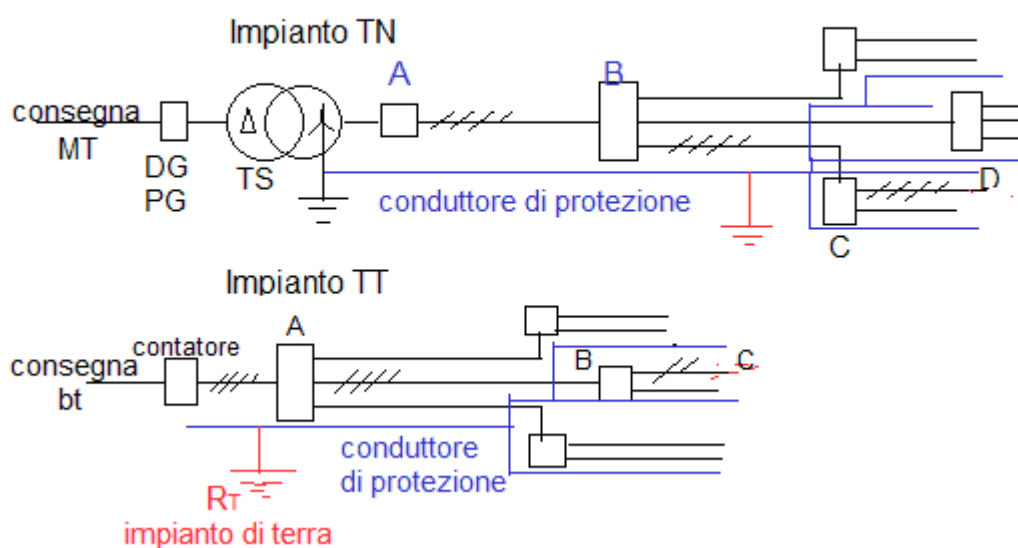 Impianto TN
A
B
consegna
MT
DG
PG
TS
conduttore di protezione
D
C
Impianto TT
A
contatore
consegna
bt
B
C
conduttore
di protezione
RT
impianto di terra